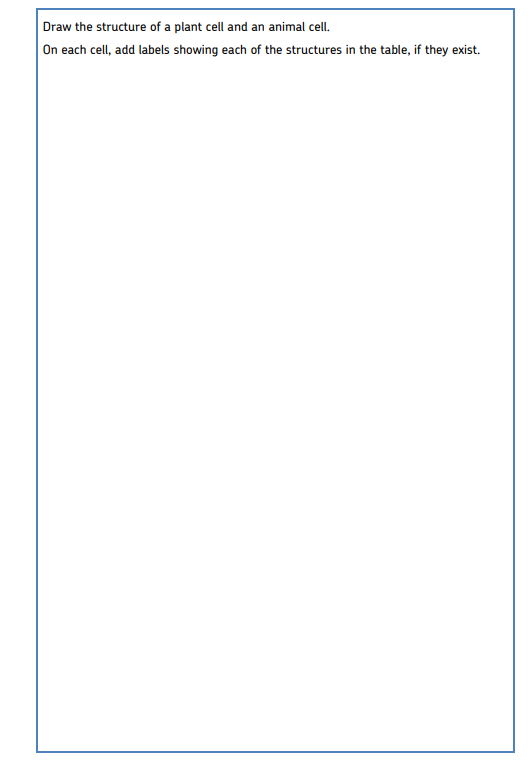 Draw the structure of a plant cell and an animal cell.
On each cell, add labels showing each of the structures in the table, if they exist.